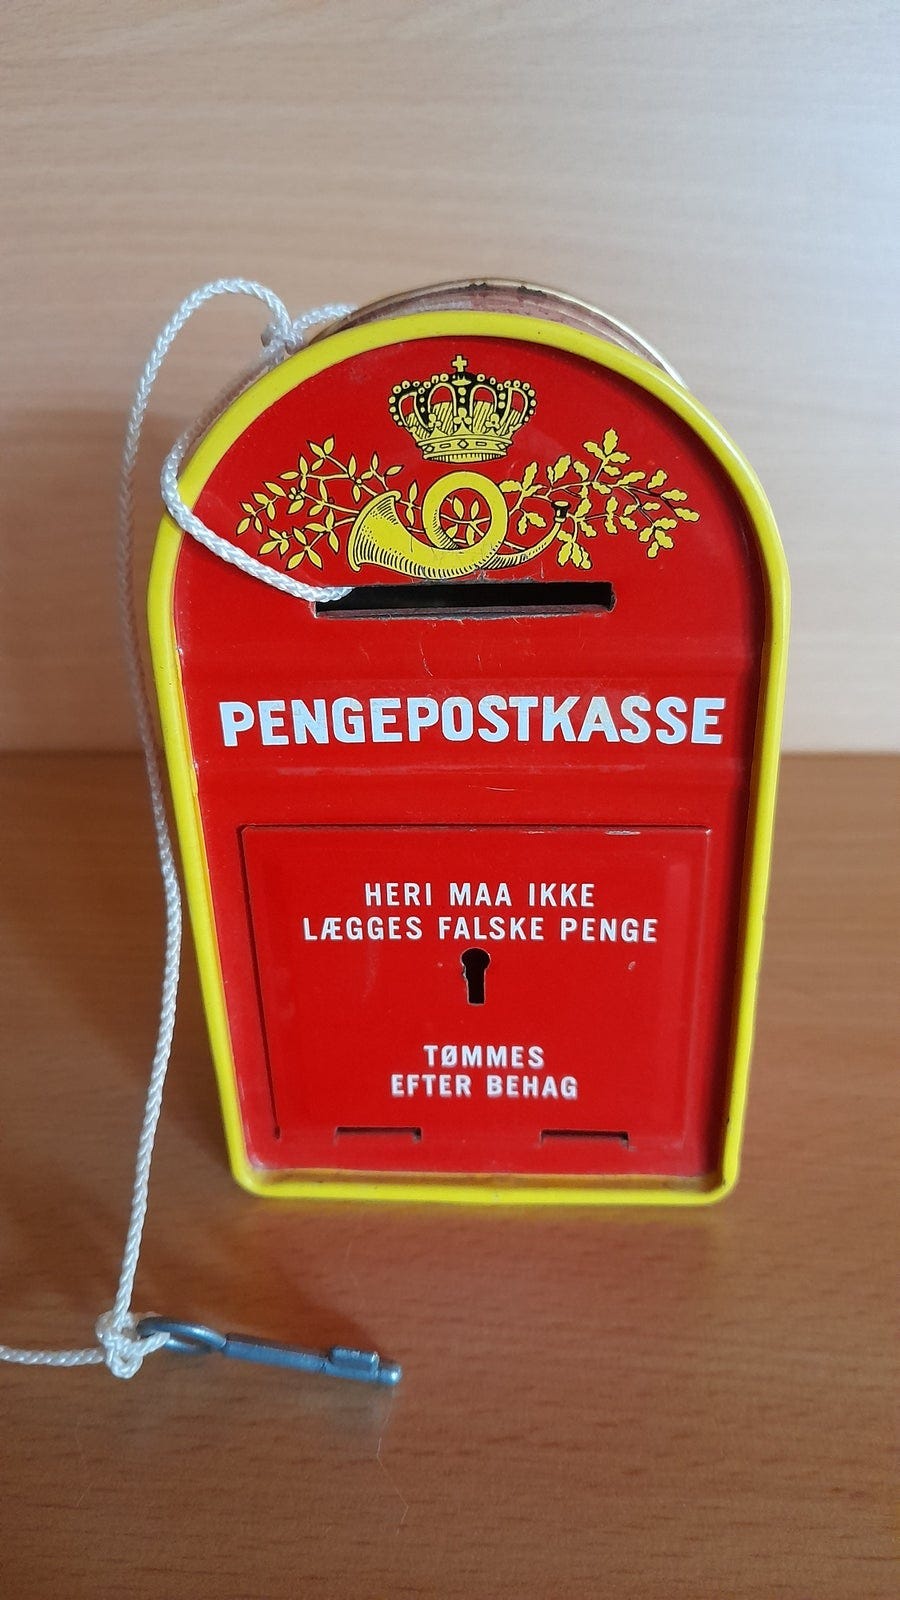 PENGEPOSTKASSE
HERI MAA IKKE
LÆGGES FALSKE PENGE
TØMMES
EFTER BEHAG